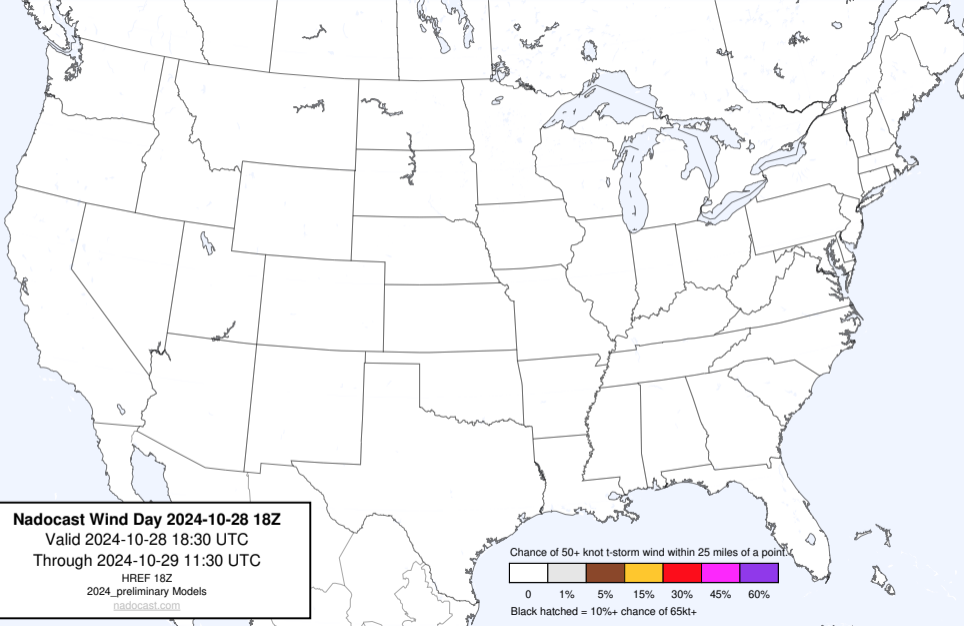 Nadocast Wind Day 2024-10-28 18Z
Valid 2024-10-28 18:30 UTC
Through 2024-10-29 11:30 UTC
HREF 18Z
2024_preliminary Models
nadocast.com
Chance of 50+ knot t-storm wind within 25 miles of a point.
0 1% 5% 15% 30% 45% 60%
Black hatched = 10%+ chance of 65kt+